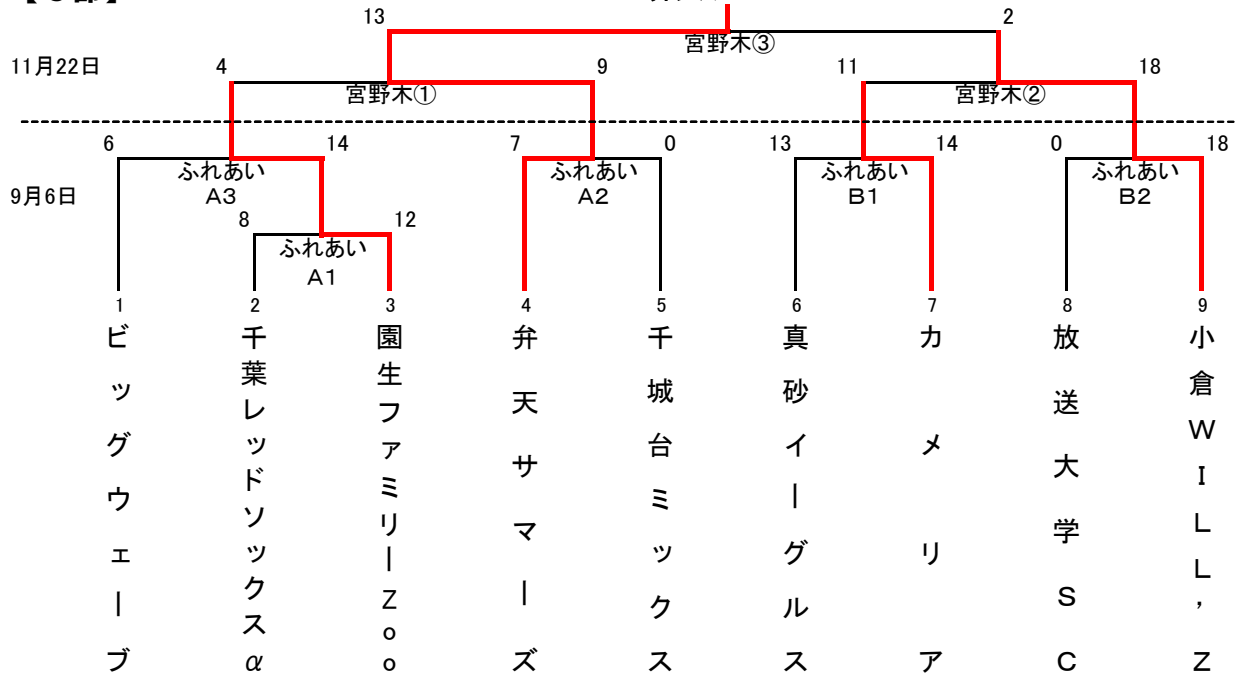 13
2
宮野木③
11月22日
4
9
11
18
宮野木①
宮野木②
6
14
7
0
13
14
0
18
ふれあい
A3
ふれあい
A2
ふれあい
B1
ふれあい
B2
9月6日
8
12
ふれあい
A1
1
2
3
4
5
6
7
8
9
ビッグウェーブ
千葉レッドソックスα
園生ファミリーZoo
弁天サマーズ
千城台ミックス
真砂イーグルス
カメリア
放送大学SC
小倉WILL’Z